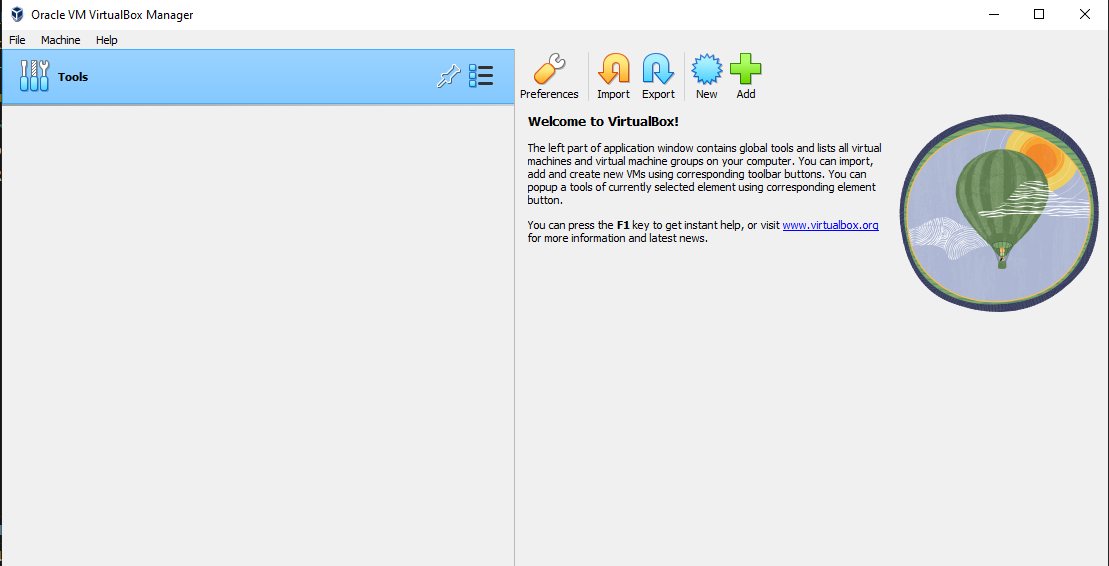 Oracle VM VirtualBox Manager
File Machine Help
Tools
Preferences Import Export New Add
Welcome to VirtualBox!
The left part of application window contains global tools and lists all virtual
machines and virtual machine groups on your computer. You can import,
add and create new VMs using corresponding toolbar buttons. You can
popup a tools of currently selected element using corresponding element
button.
You can press the F1 key to get instant help, or visit www.virtualbox.org
for more information and latest news.